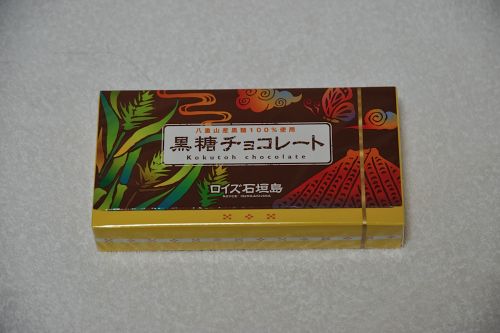 八重山産黒糖100%使用
黒糖チョコレート
Kokutoh chocolate
ロイズ石垣島